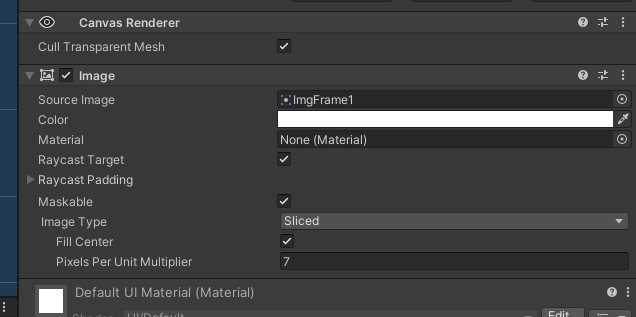 Canvas Renderer
Cull Transparent Mesh
Image
Source Image ImgFrame1
Color
Material None (Material)
Raycast Target
Raycast Padding
Maskable
Image Type Sliced
Fill Center
Pixels Per Unit Multiplier 7
Default UI Material (Material)
Shader UI/Default Edit...